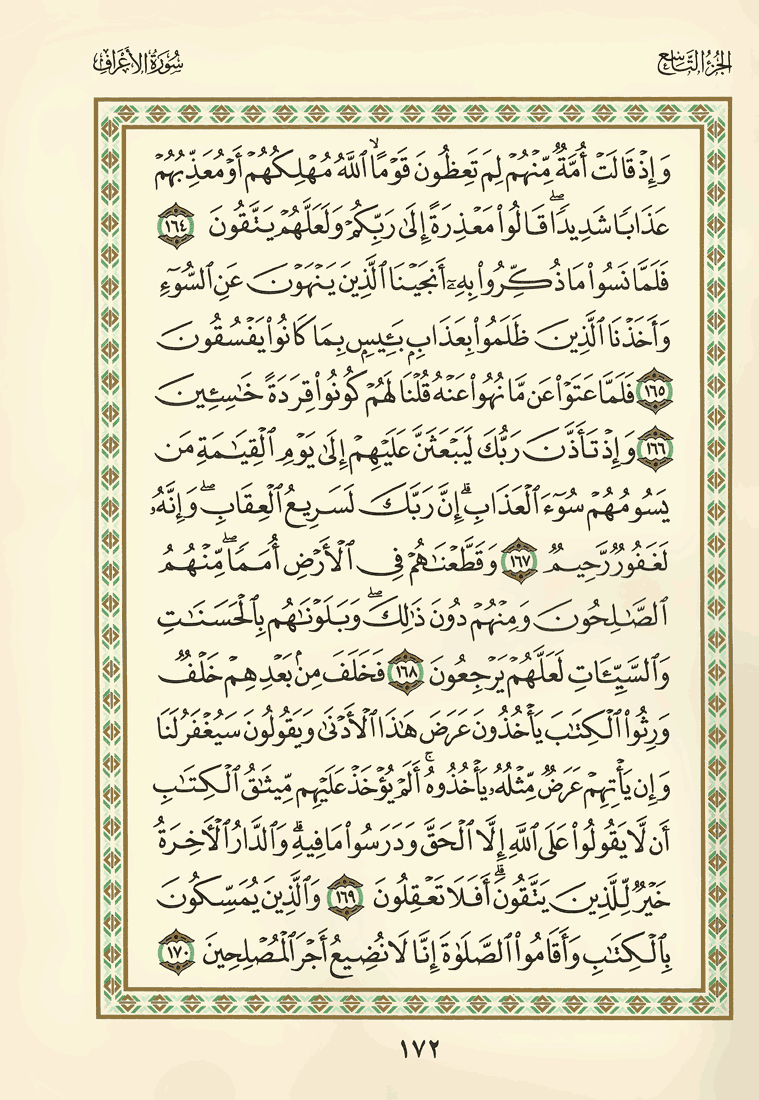 الجزء التاسع
سورة الأعراف
وَإِذْ قَالَتْ أُمَّةٌ مِّنْهُمْ لِمَ تَعِظُونَ قَوْمًا ۙ ٱللَّهُ مُهْلِكُهُمْ أَوْ مُعَذِّبُهُمْ
عَذَابًا شَدِيدًا ۖ قَالُوا۟ مَعْذِرَةً إِلَىٰ رَبِّكُمْ وَلَعَلَّهُمْ يَتَّقُونَ ١٦٤
فَلَمَّا نَسُوا۟ مَا ذُكِّرُوا۟ بِهِۦٓ أَنجَيْنَا ٱلَّذِينَ يَنْهَوْنَ عَنِ ٱلسُّوٓءِ
وَأَخَذْنَا ٱلَّذِينَ ظَلَمُوا۟ بِعَذَابٍۭ بَـِٔيسٍۭ بِمَا كَانُوا۟ يَفْسُقُونَ
١٦٥ فَلَمَّا عَتَوْا۟ عَن مَّا نُهُوا۟ عَنْهُ قُلْنَا لَهُمْ كُونُوا۟ قِرَدَةً خَـٰسِـِٔينَ
١٦٦ وَإِذْ تَأَذَّنَ رَبُّكَ لَيَبْعَثَنَّ عَلَيْهِمْ إِلَىٰ يَوْمِ ٱلْقِيَـٰمَةِ مَن
يَسُومُهُمْ سُوٓءَ ٱلْعَذَابِ ۗ إِنَّ رَبَّكَ لَسَرِيعُ ٱلْعِقَابِ ۖ وَإِنَّهُۥ
لَغَفُورٌ رَّحِيمٌ ١٦٧ وَقَطَّعْنَـٰهُمْ فِى ٱلْأَرْضِ أُمَمًا ۖ مِّنْهُمُ
ٱلصَّـٰلِحُونَ وَمِنْهُمْ دُونَ ذَٰلِكَ ۖ وَبَلَوْنَـٰهُم بِٱلْحَسَنَـٰتِ
وَٱلسَّيِّـَٔاتِ لَعَلَّهُمْ يَرْجِعُونَ ١٦٨ فَخَلَفَ مِنۢ بَعْدِهِمْ خَلْفٌ
وَرِثُوا۟ ٱلْكِتَـٰبَ يَأْخُذُونَ عَرَضَ هَـٰذَا ٱلْأَدْنَىٰ وَيَقُولُونَ سَيُغْفَرُ لَنَا
وَإِن يَأْتِهِمْ عَرَضٌ مِّثْلُهُۥ يَأْخُذُوهُ ۚ أَلَمْ يُؤْخَذْ عَلَيْهِم مِّيثَـٰقُ ٱلْكِتَـٰبِ
أَن لَّا يَقُولُوا۟ عَلَى ٱللَّهِ إِلَّا ٱلْحَقَّ وَدَرَسُوا۟ مَا فِيهِ ۗ وَٱلدَّارُ ٱلْـَٔاخِرَةُ
خَيْرٌ لِّلَّذِينَ يَتَّقُونَ ۗ أَفَلَا تَعْقِلُونَ ١٦٩ وَٱلَّذِينَ يُمَسِّكُونَ
بِٱلْكِتَـٰبِ وَأَقَامُوا۟ ٱلصَّلَوٰةَ إِنَّا لَا نُضِيعُ أَجْرَ ٱلْمُصْلِحِينَ ١٧٠
١٧٢